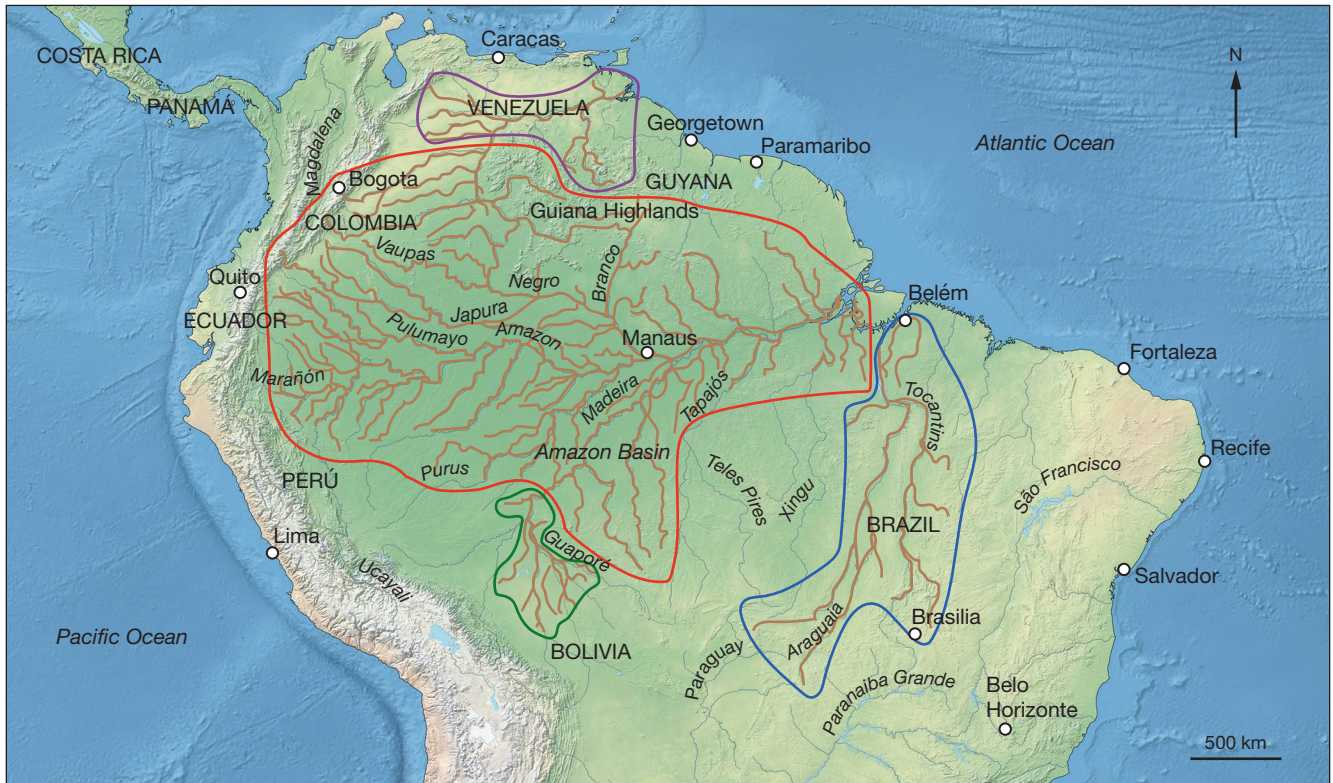 COSTA RICA
PANAMÁ
Caracas
VENEZUELA
N
Georgetown
Paramaribo
Atlantic Ocean
Magdalena
Bogota
GUYANA
COLOMBIA
Guiana Highlands
Vaupas
Quito
Negro
Branco
Japura
ECUADOR
Pulumayo
Amazon
Manaus
Belém
Fortaleza
Marañón
Madeira
Tapajós
Tocantins
Amazon Basin
Purus
PERÚ
Teles Pires
Xingu
São Francisco
Recife
BRAZIL
Lima
Guaporé
Ucayali
Salvador
Pacific Ocean
BOLIVIA
Paraguay
Araguaia
Brasilia
Paranaiba Grande
Belo
Horizonte
500 km